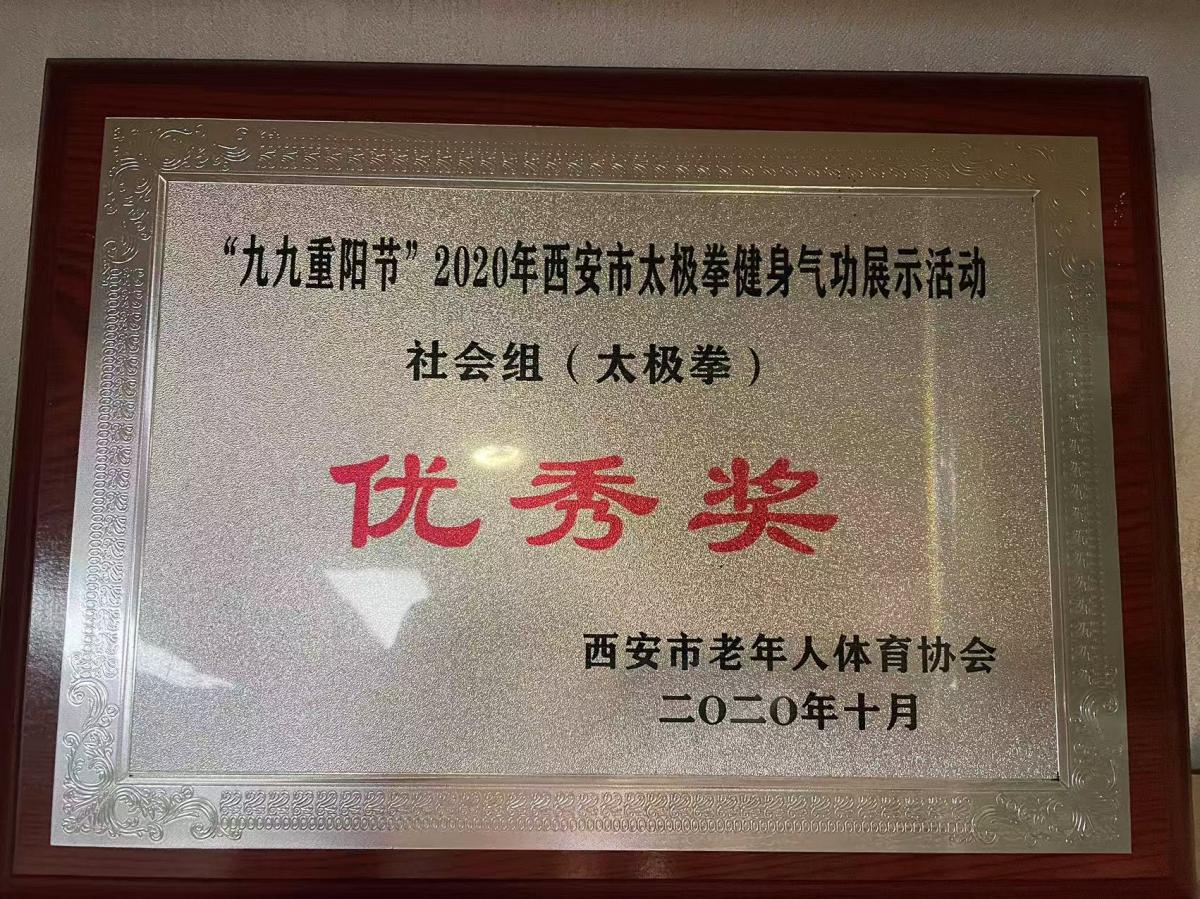 “九九重阳节”2020年西安市太极拳健身气功展示活动
社会组（太极拳）
优秀奖
西安市老年人体育协会
二〇二〇年十月